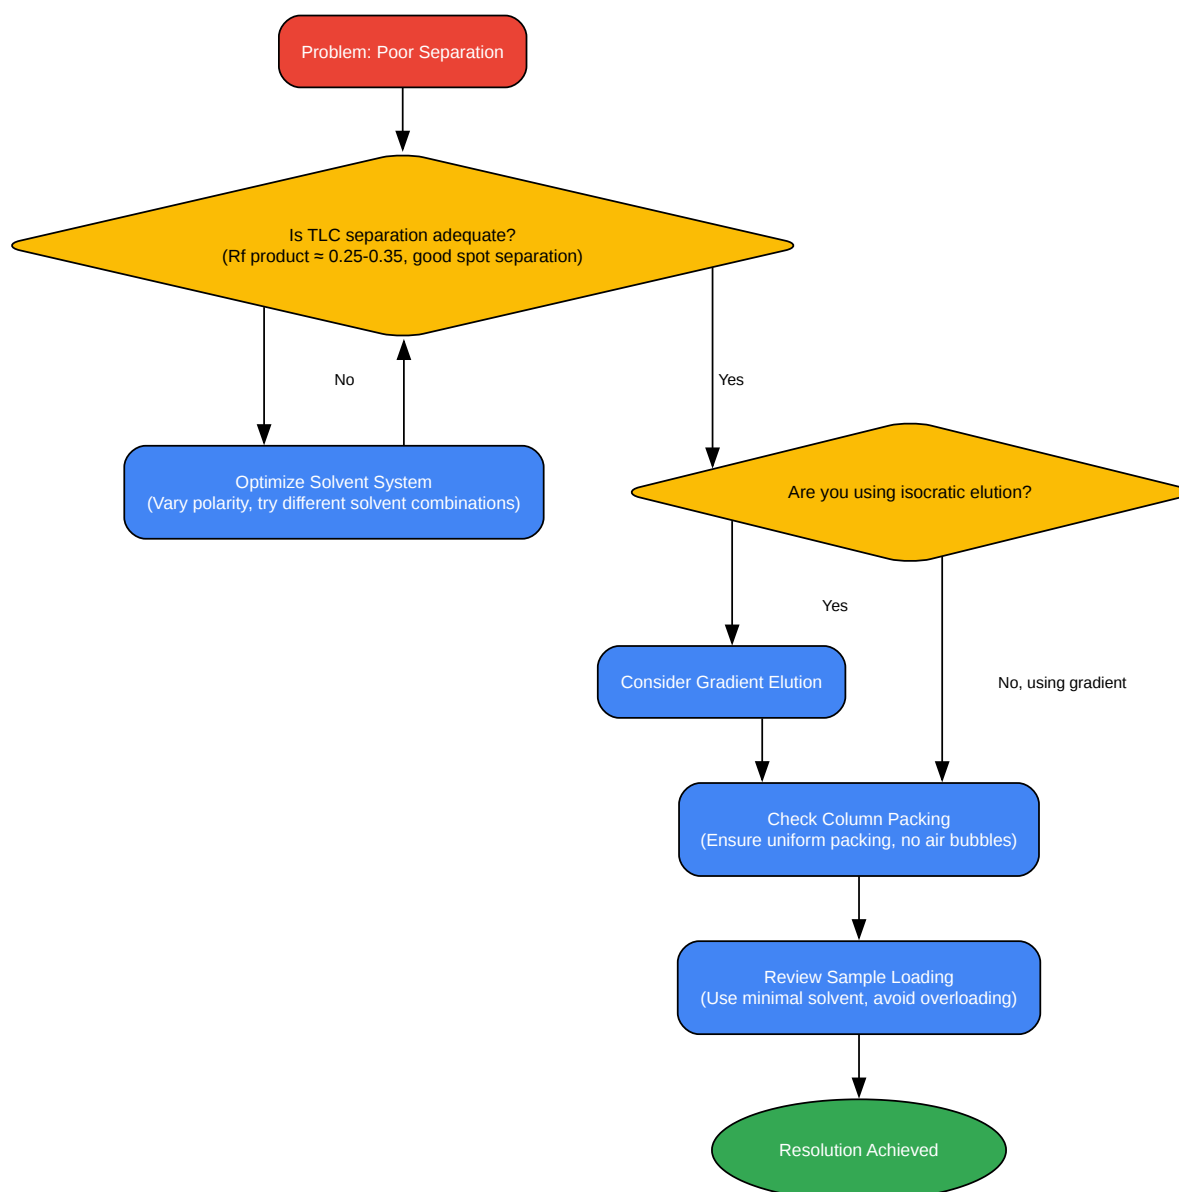 Problem: Poor Separation
Is TLC separation adequate?
(Rf product ≈ 0.25-0.35, good spot separation)
No
Yes
Optimize Solvent System
(Vary polarity, try different solvent combinations)
Are you using isocratic elution?
Yes
Consider Gradient Elution
No, using gradient
Check Column Packing
(Ensure uniform packing, no air bubbles)
Review Sample Loading
(Use minimal solvent, avoid overloading)
Resolution Achieved